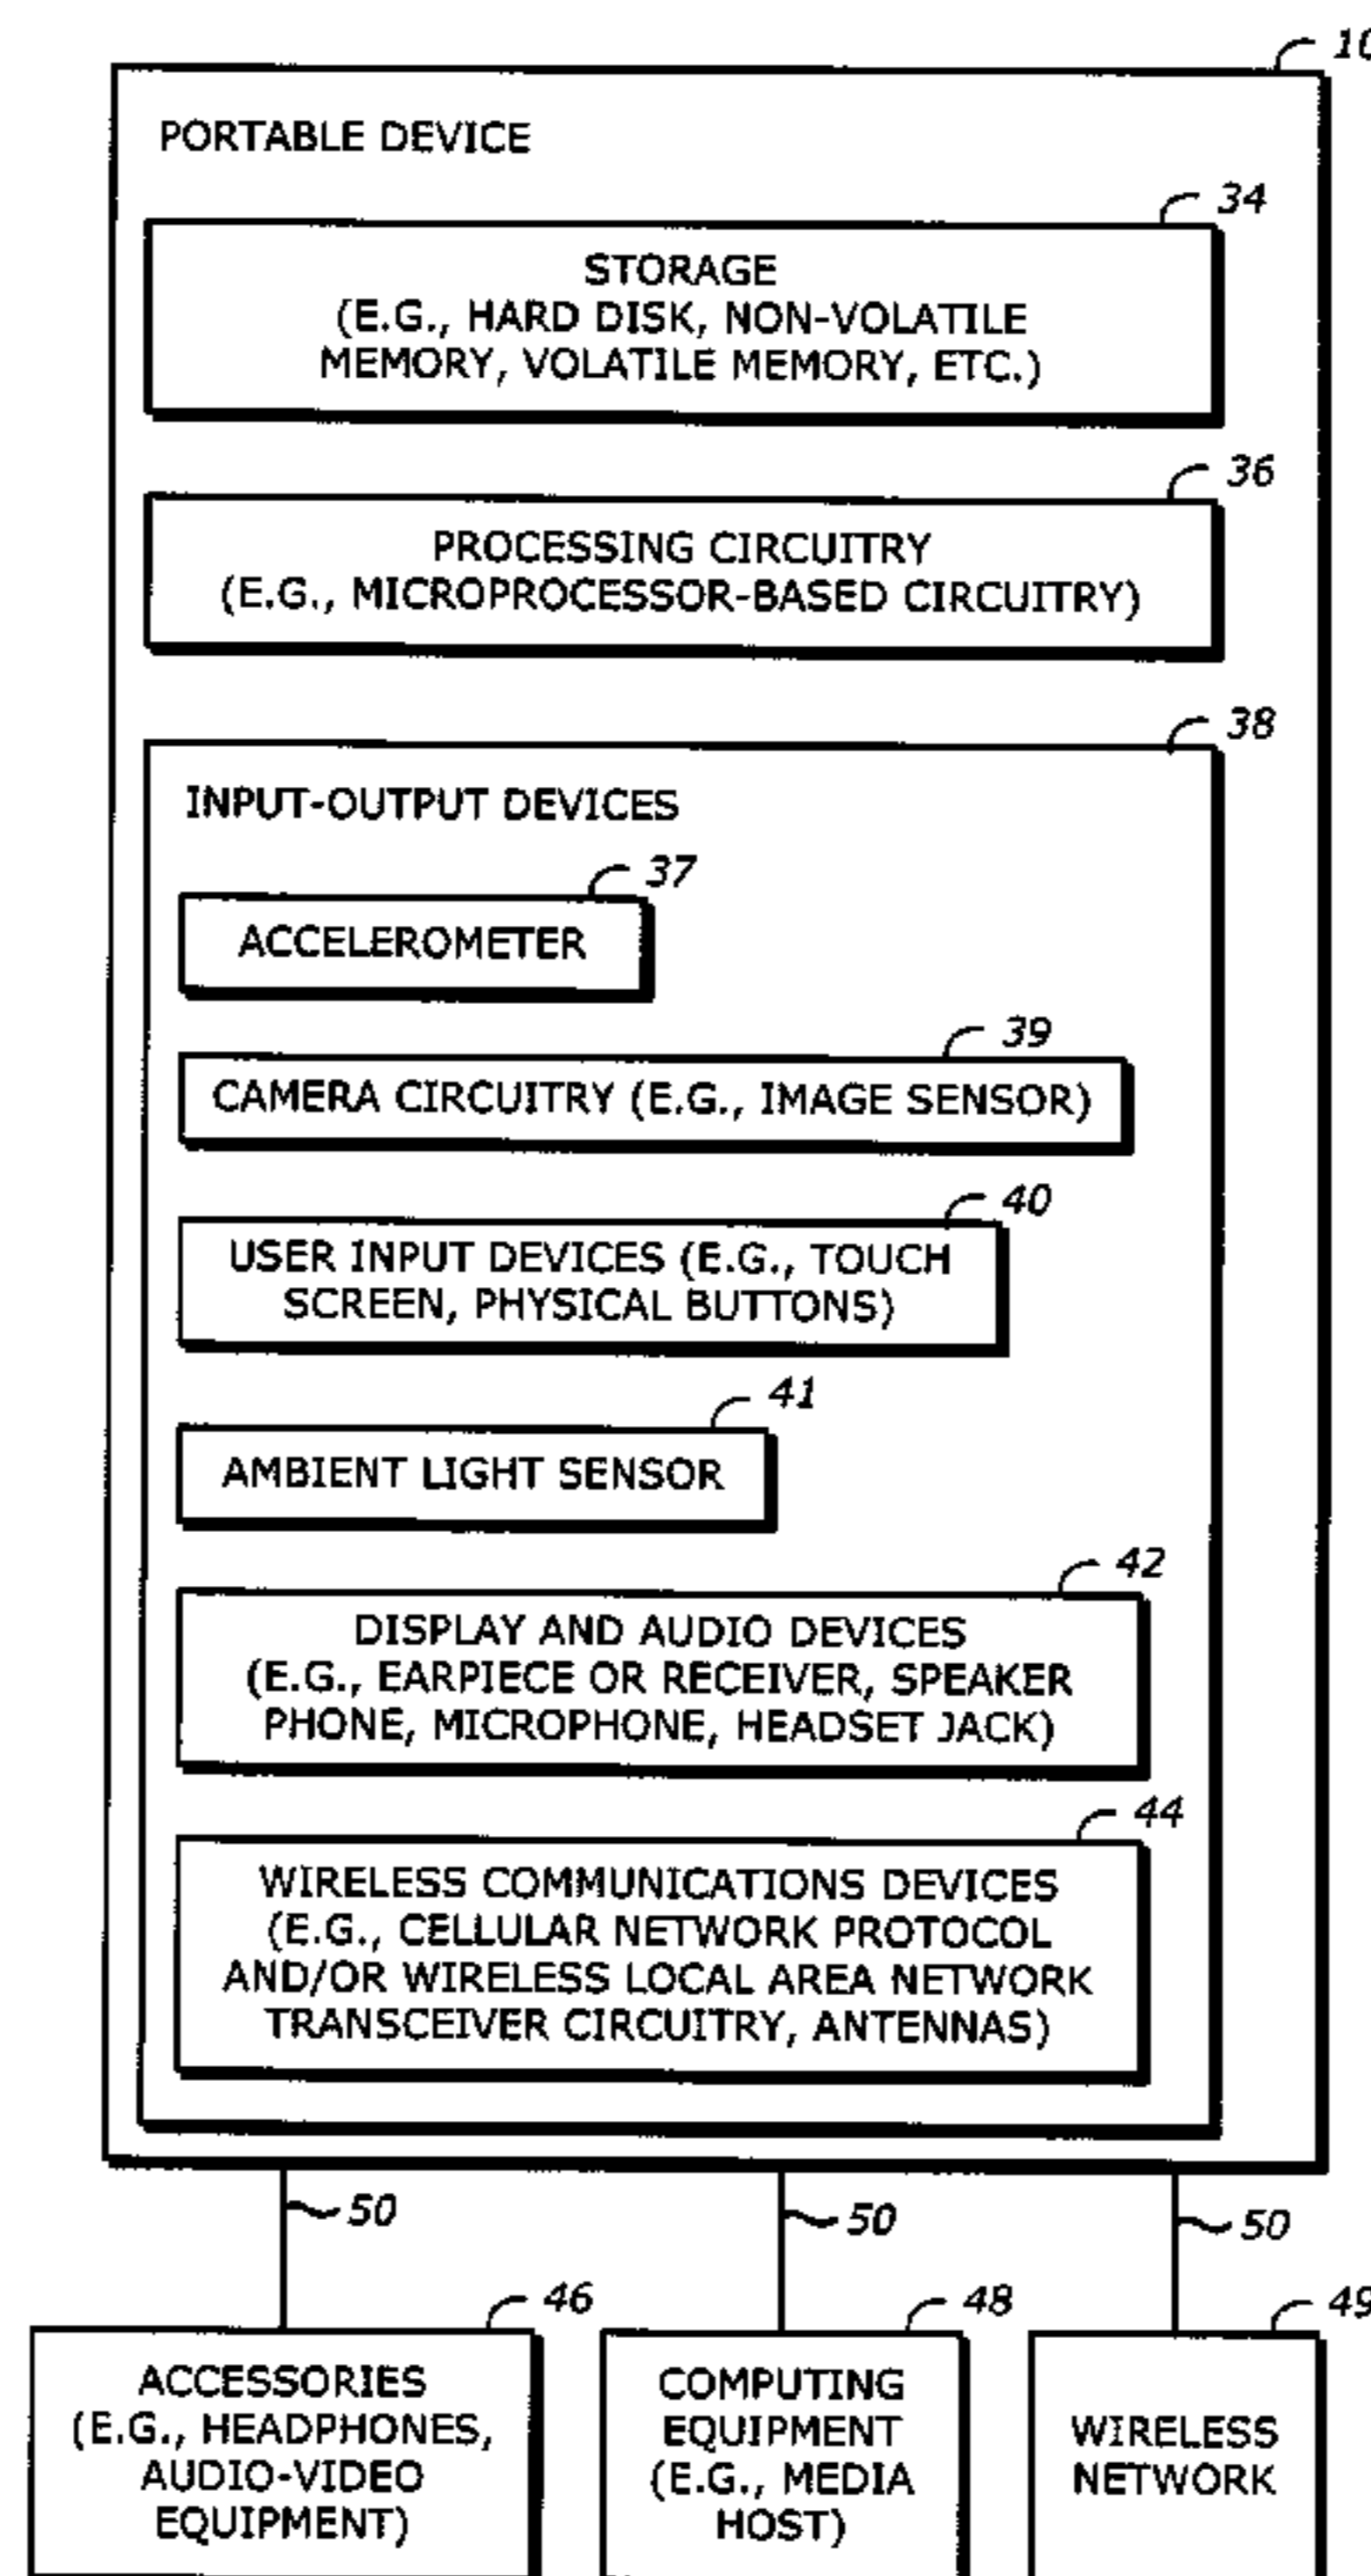 10
PORTABLE DEVICE
34
STORAGE
(E.G., HARD DISK, NON-VOLATILE
MEMORY, VOLATILE MEMORY, ETC.)
36
PROCESSING CIRCUITRY
(E.G., MICROPROCESSOR-BASED CIRCUITRY)
38
INPUT-OUTPUT DEVICES
37
ACCELEROMETER
39
CAMERA CIRCUITRY (E.G., IMAGE SENSOR)
40
USER INPUT DEVICES (E.G., TOUCH
SCREEN, PHYSICAL BUTTONS)
41
AMBIENT LIGHT SENSOR
42
DISPLAY AND AUDIO DEVICES
(E.G., EARPIECE OR RECEIVER, SPEAKER
PHONE, MICROPHONE, HEADSET JACK)
44
WIRELESS COMMUNICATIONS DEVICES
(E.G., CELLULAR NETWORK PROTOCOL
AND/OR WIRELESS LOCAL AREA NETWORK
TRANSCEIVER CIRCUITRY, ANTENNAS)
50
50
50
46
ACCESSORIES
(E.G., HEADPHONES,
AUDIO-VIDEO
EQUIPMENT)
48
COMPUTING
EQUIPMENT
(E.G., MEDIA
HOST)
49
WIRELESS
NETWORK